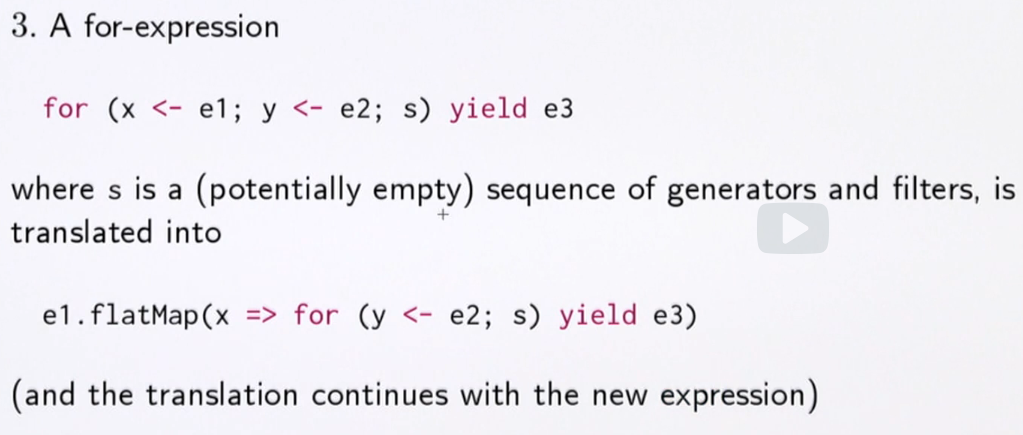 3. A for-expression
for (x <- e1; y <- e2; s) yield e3
where s is a (potentially empty) sequence of generators and filters, is
translated into
e1.flatMap(x => for (y <- e2; s) yield e3)
(and the translation continues with the new expression)